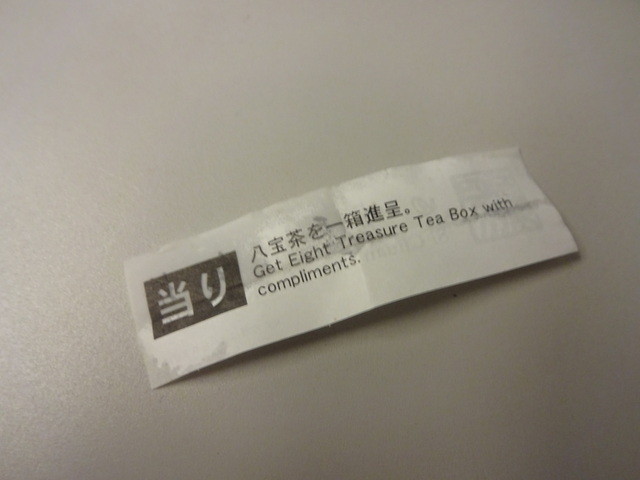 当り
八宝茶を一箱進呈。
Get Eight Treasure Tea Box with
compliments.